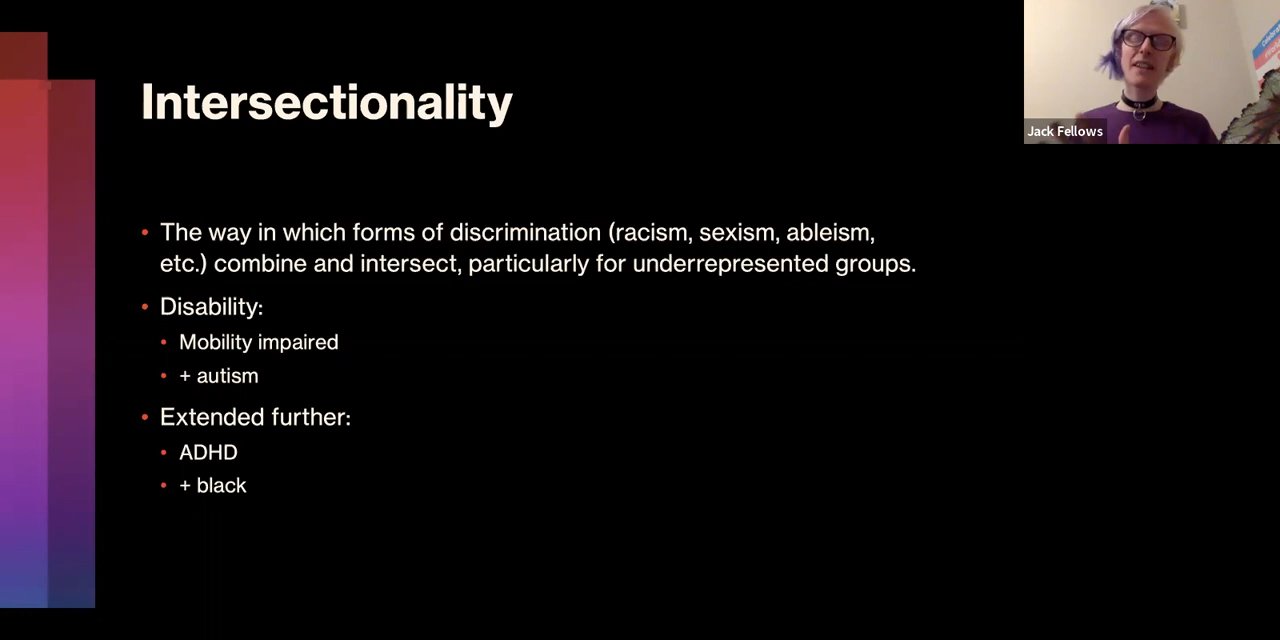 Intersectionality
• The way in which forms of discrimination (racism, sexism, ableism,
etc.) combine and intersect, particularly for underrepresented groups.
• Disability:
• Mobility impaired
• + autism
• Extended further:
• ADHD
• + black
Jack Fellows